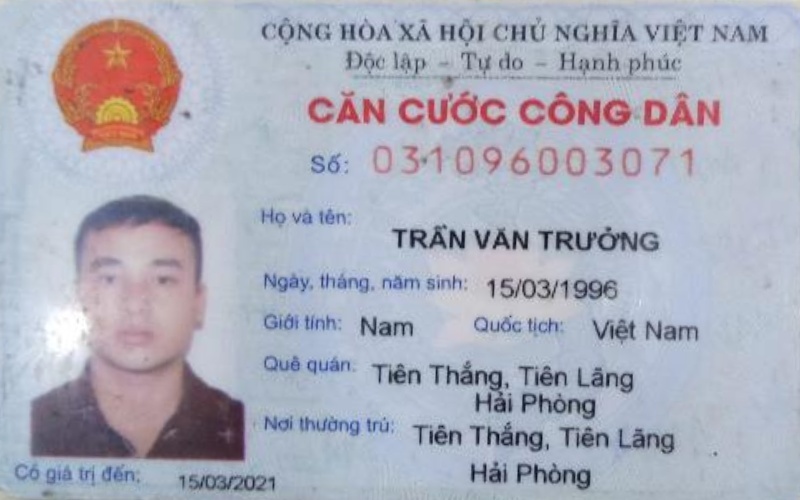 CỘNG HÒA XÃ HỘI CHỦ NGHĨA VIỆT NAM
Độc lập - Tự do - Hạnh phúc
CĂN CƯỚC CÔNG DÂN
Số: 031096003071
Họ và tên:
TRẦN VĂN TRƯỞNG
Ngày, tháng, năm sinh: 15/03/1996
Giới tính: Nam Quốc tịch: Việt Nam
Quê quán: Tiên Thắng, Tiên Lãng
Hải Phòng
Nơi thường trú: Tiên Thắng, Tiên Lãng
Hải Phòng
Có giá trị đến: 15/03/2021